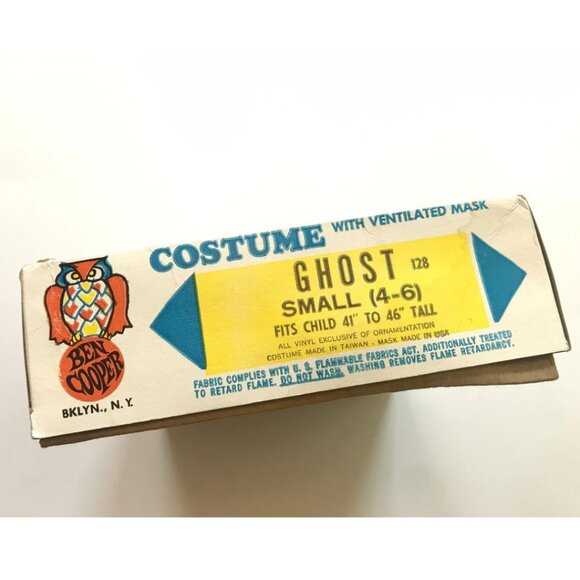 COSTUME WITH VENTILATED MASK
GHOST 128
SMALL (4-6)
FITS CHILD 41" TO 46" TALL
ALL VINYL EXCLUSIVE OF ORNAMENTATION
COSTUME MADE IN TAIWAN - MASK MADE IN USA
FABRIC COMPLIES WITH U. S. FLAMMABLE FABRICS ACT. ADDITIONALLY TREATED
TO RETARD FLAME. DO NOT WASH. WASHING REMOVES FLAME RETARDANCY.
BEN
COOPER
BKLYN., N. Y.